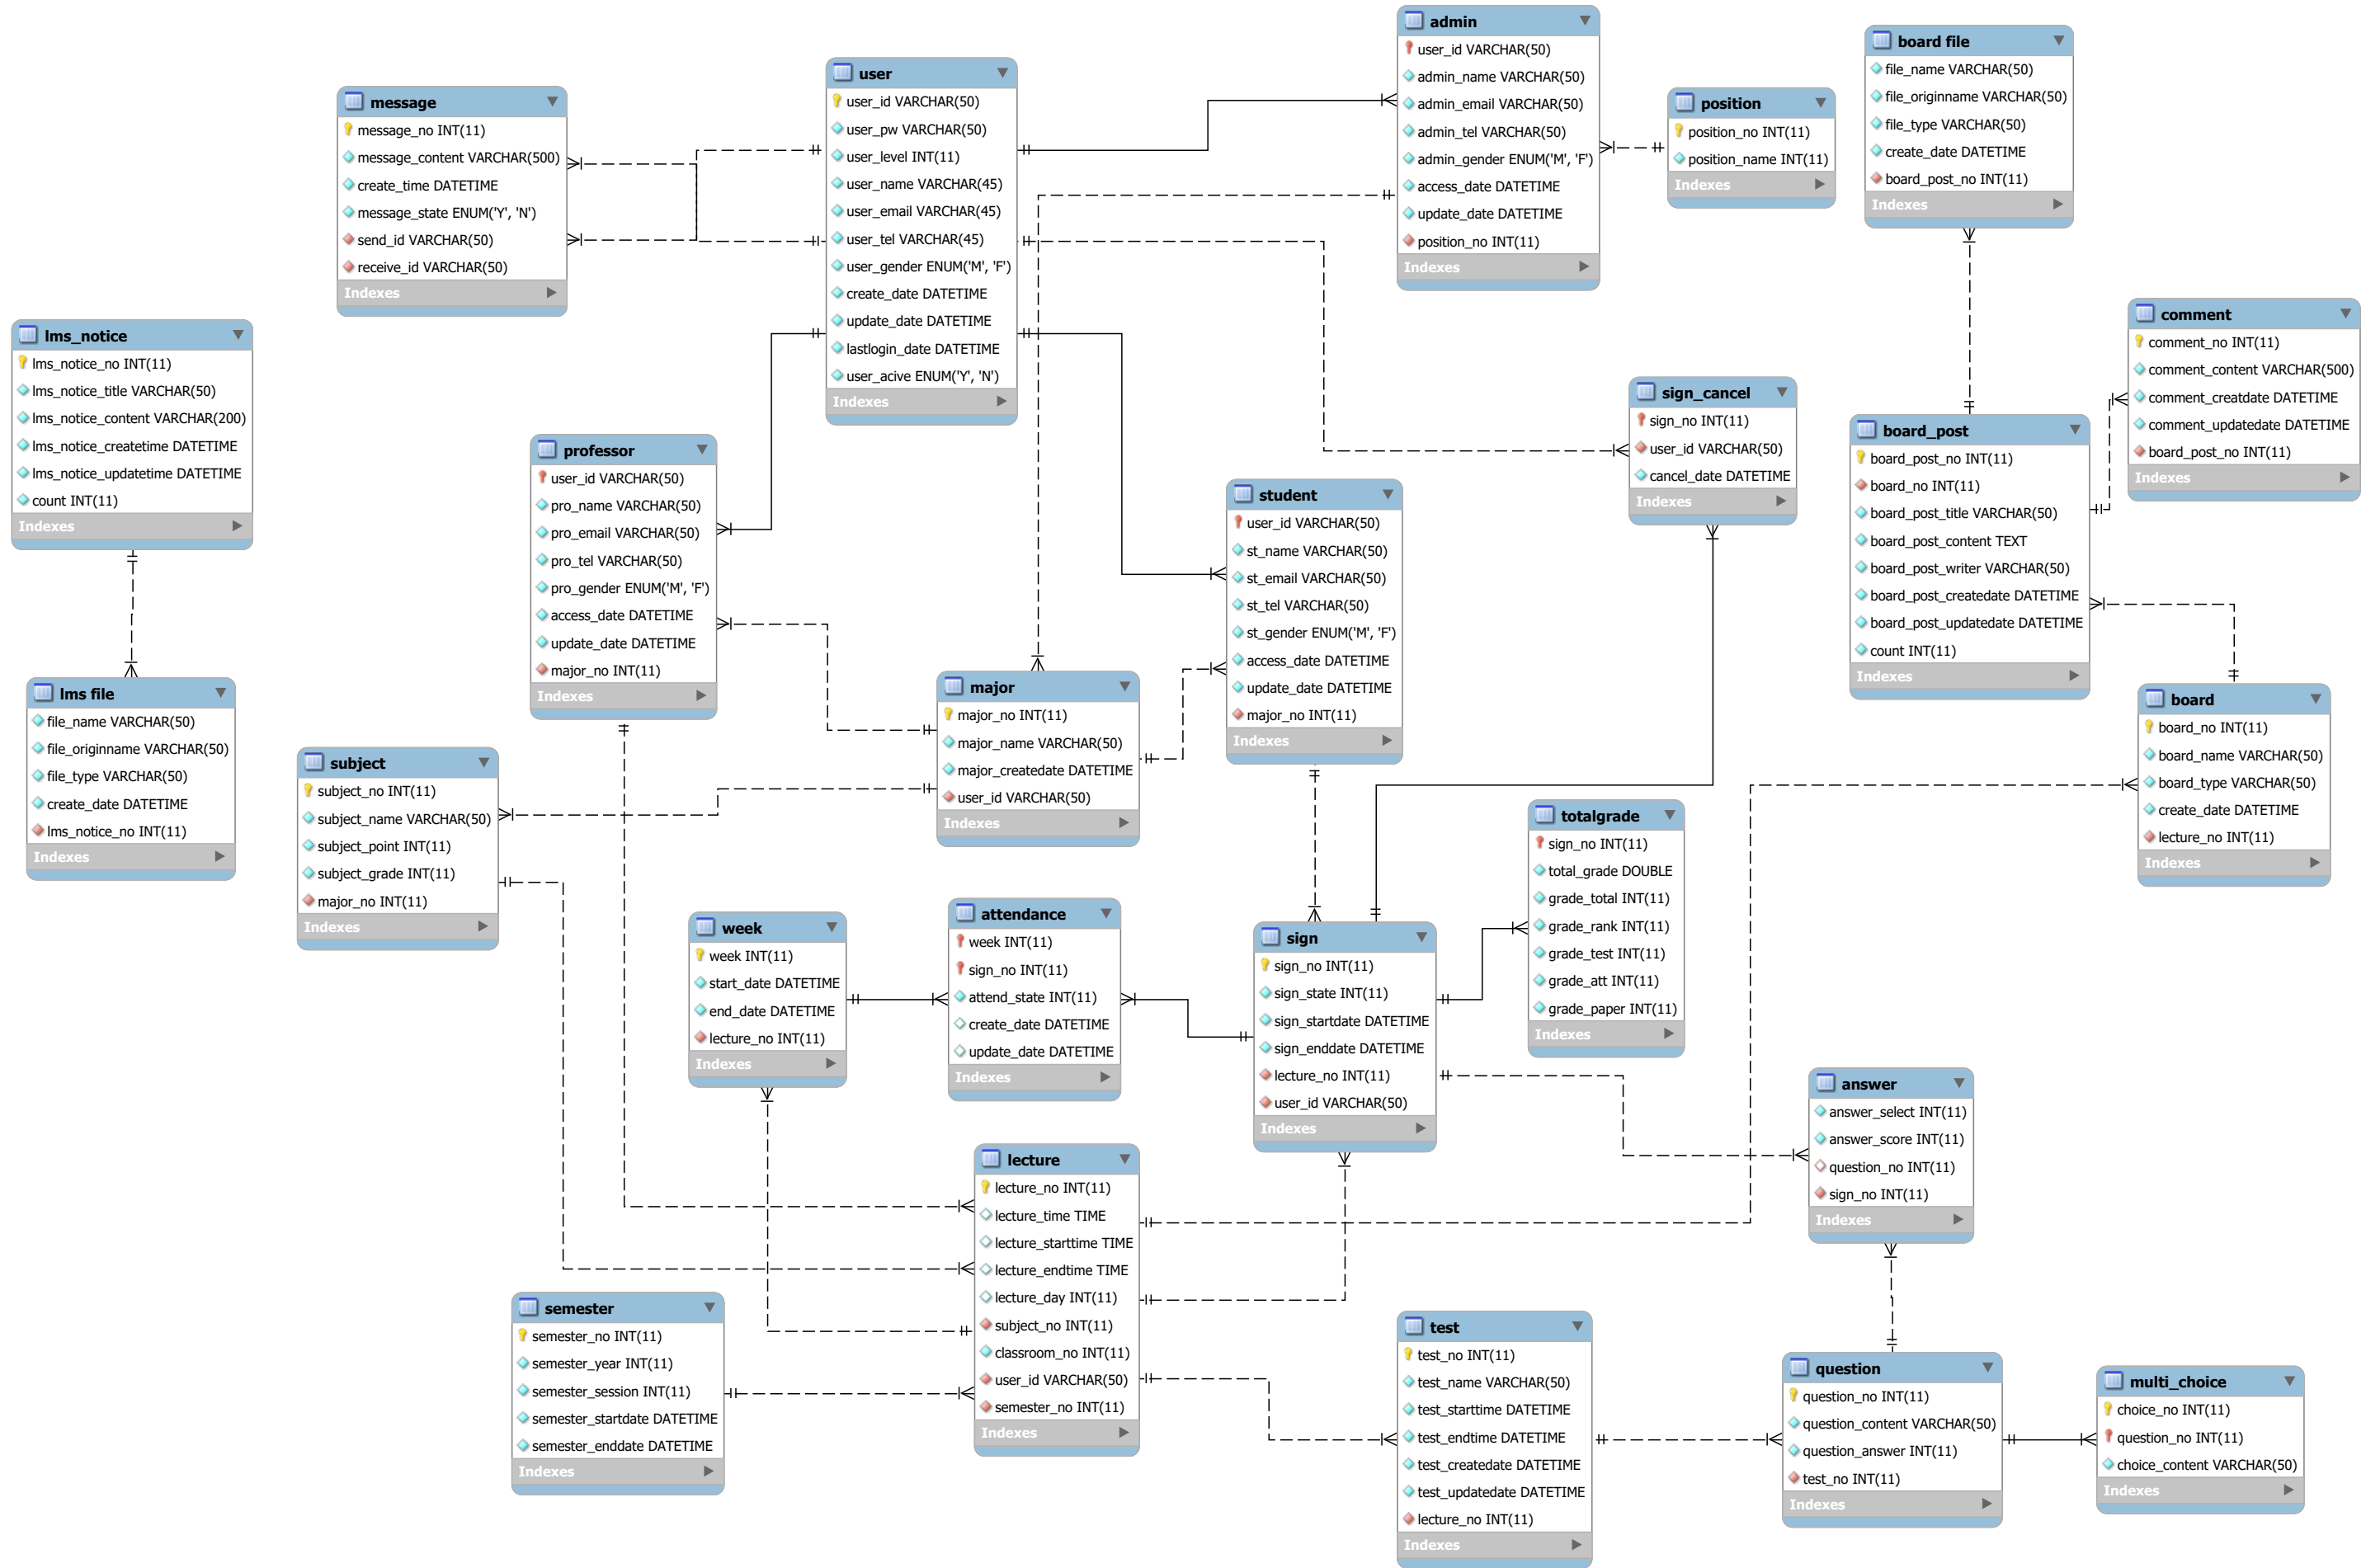 message
message_no INT(11)
message_content VARCHAR(500)
create_time DATETIME
message_state ENUM('Y', 'N')
send_id VARCHAR(50)
receive_id VARCHAR(50)
Indexes
user
user_id VARCHAR(50)
user_pw VARCHAR(50)
user_level INT(11)
user_name VARCHAR(45)
user_email VARCHAR(45)
user_tel VARCHAR(45)
user_gender ENUM('M', 'F')
create_date DATETIME
update_date DATETIME
lastlogin_date DATETIME
user_acive ENUM('Y', 'N')
Indexes
admin
user_id VARCHAR(50)
admin_name VARCHAR(50)
admin_email VARCHAR(50)
admin_tel VARCHAR(50)
admin_gender ENUM('M', 'F')
access_date DATETIME
update_date DATETIME
position_no INT(11)
Indexes
position
position_no INT(11)
position_name INT(11)
Indexes
board file
file_name VARCHAR(50)
file_originname VARCHAR(50)
file_type VARCHAR(50)
create_date DATETIME
board_post_no INT(11)
Indexes
lms_notice
lms_notice_no INT(11)
lms_notice_title VARCHAR(50)
lms_notice_content VARCHAR(200)
lms_notice_createtime DATETIME
lms_notice_updatetime DATETIME
count INT(11)
Indexes
comment
comment_no INT(11)
comment_content VARCHAR(500)
comment_creatdate DATETIME
comment_updatedate DATETIME
board_post_no INT(11)
Indexes
sign_cancel
sign_no INT(11)
user_id VARCHAR(50)
cancel_date DATETIME
Indexes
board_post
board_post_no INT(11)
board_no INT(11)
board_post_title VARCHAR(50)
board_post_content TEXT
board_post_writer VARCHAR(50)
board_post_createdate DATETIME
board_post_updatedate DATETIME
count INT(11)
Indexes
professor
user_id VARCHAR(50)
pro_name VARCHAR(50)
pro_email VARCHAR(50)
pro_tel VARCHAR(50)
pro_gender ENUM('M', 'F')
access_date DATETIME
update_date DATETIME
major_no INT(11)
Indexes
student
user_id VARCHAR(50)
st_name VARCHAR(50)
st_email VARCHAR(50)
st_tel VARCHAR(50)
st_gender ENUM('M', 'F')
access_date DATETIME
update_date DATETIME
major_no INT(11)
Indexes
lms file
file_name VARCHAR(50)
file_originname VARCHAR(50)
file_type VARCHAR(50)
create_date DATETIME
lms_notice_no INT(11)
Indexes
major
major_no INT(11)
major_name VARCHAR(50)
major_createdate DATETIME
user_id VARCHAR(50)
Indexes
board
board_no INT(11)
board_name VARCHAR(50)
board_type VARCHAR(50)
create_date DATETIME
lecture_no INT(11)
Indexes
subject
subject_no INT(11)
subject_name VARCHAR(50)
subject_point INT(11)
subject_grade INT(11)
major_no INT(11)
Indexes
totalgrade
sign_no INT(11)
total_grade DOUBLE
grade_total INT(11)
grade_rank INT(11)
grade_test INT(11)
grade_att INT(11)
grade_paper INT(11)
Indexes
week
week INT(11)
start_date DATETIME
end_date DATETIME
lecture_no INT(11)
Indexes
attendance
week INT(11)
sign_no INT(11)
attend_state INT(11)
create_date DATETIME
update_date DATETIME
Indexes
sign
sign_no INT(11)
sign_state INT(11)
sign_startdate DATETIME
sign_enddate DATETIME
lecture_no INT(11)
user_id VARCHAR(50)
Indexes
answer
answer_select INT(11)
answer_score INT(11)
question_no INT(11)
sign_no INT(11)
Indexes
lecture
lecture_no INT(11)
lecture_time TIME
lecture_starttime TIME
lecture_endtime TIME
lecture_day INT(11)
subject_no INT(11)
classroom_no INT(11)
user_id VARCHAR(50)
semester_no INT(11)
Indexes
semester
semester_no INT(11)
semester_year INT(11)
semester_session INT(11)
semester_startdate DATETIME
semester_enddate DATETIME
Indexes
test
test_no INT(11)
test_name VARCHAR(50)
test_starttime DATETIME
test_endtime DATETIME
test_createdate DATETIME
test_updatedate DATETIME
lecture_no INT(11)
Indexes
question
question_no INT(11)
question_content VARCHAR(50)
question_answer INT(11)
test_no INT(11)
Indexes
multi_choice
choice_no INT(11)
question_no INT(11)
choice_content VARCHAR(50)
Indexes